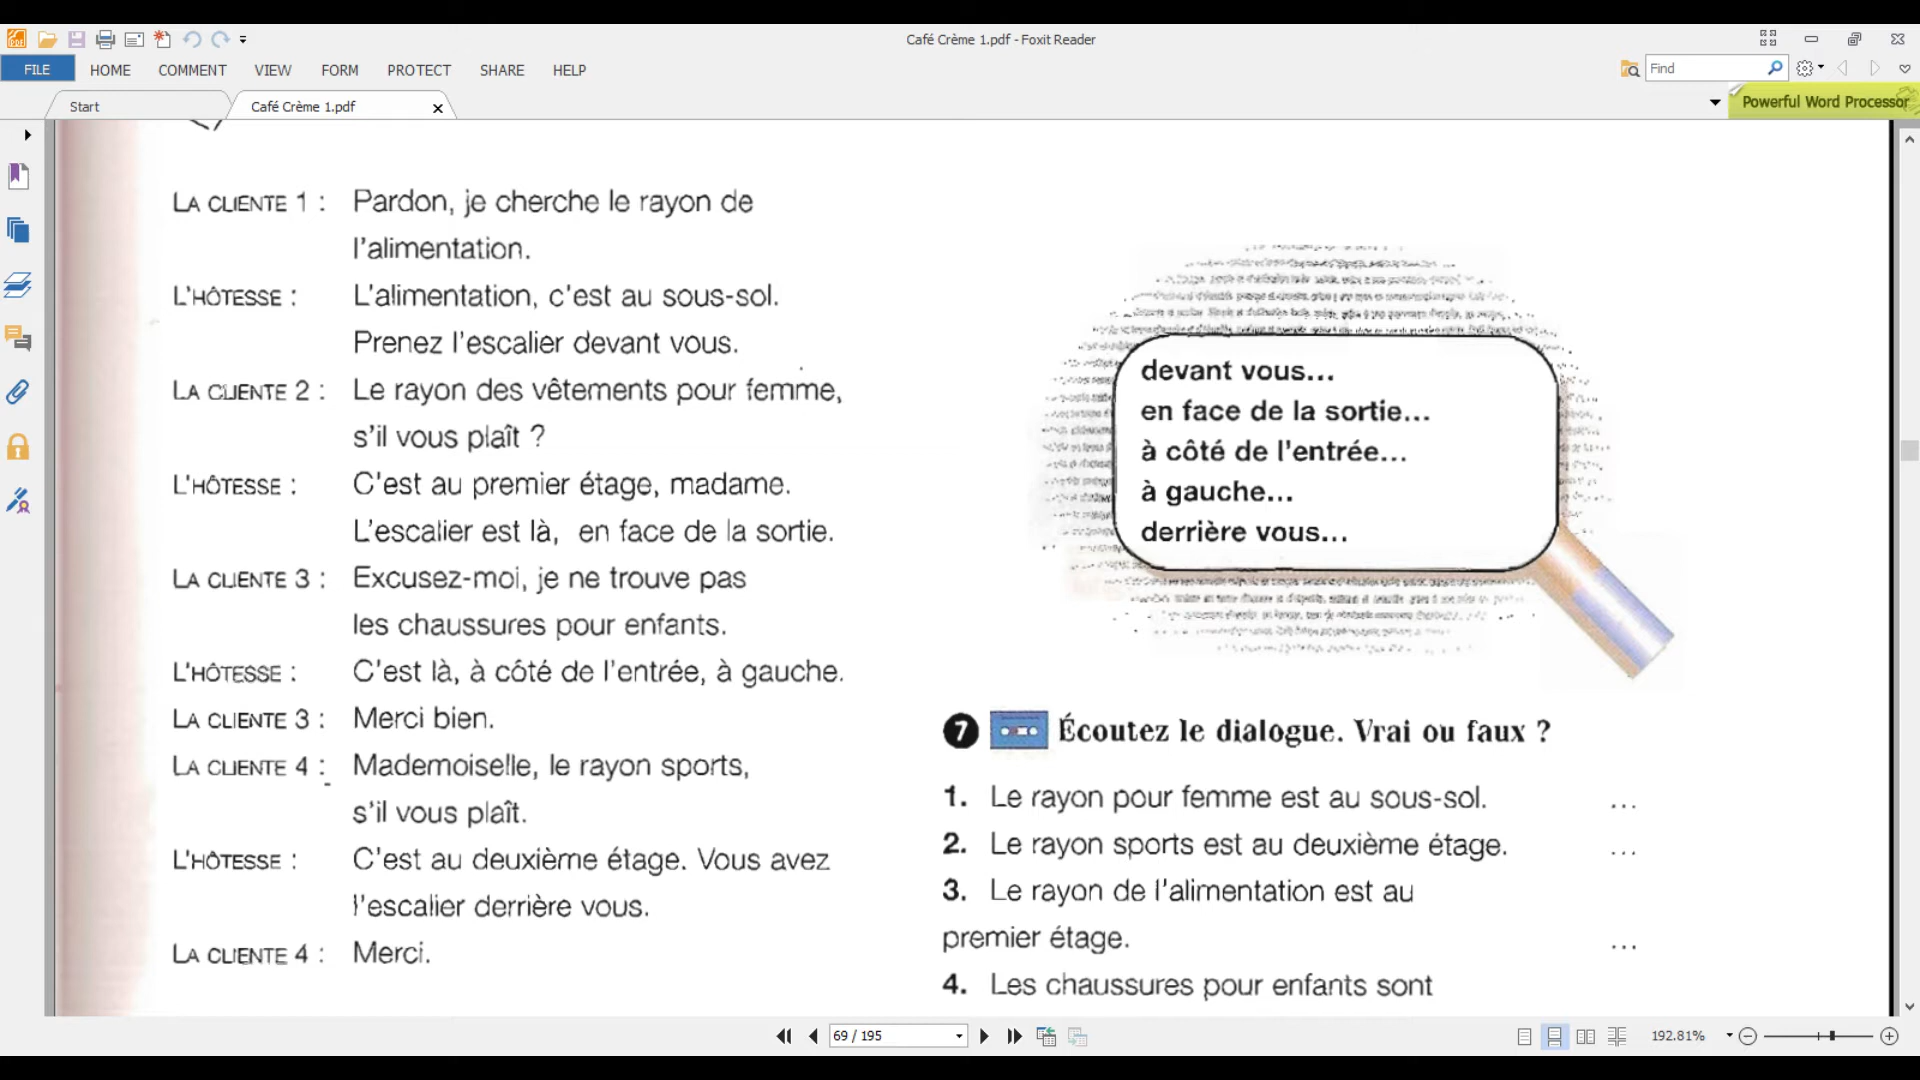 Café Crème 1.pdf - Foxit Reader
FILE HOME COMMENT VIEW FORM PROTECT SHARE HELP
Find
Start
Café Crème 1.pdf
Powerful Word Processor
LA CLIENTE 1 : Pardon, je cherche le rayon de
l'alimentation.
L'HÔTESSE : L'alimentation, c'est au sous-sol.
Prenez l'escalier devant vous.
LA CLIENTE 2 : Le rayon des vêtements pour femme,
s'il vous plaît ?
L'HÔTESSE : C'est au premier étage, madame.
L'escalier est là, en face de la sortie.
LA CLIENTE 3 : Excusez-moi, je ne trouve pas
les chaussures pour enfants.
L'HÔTESSE : C'est là, à côté de l'entrée, à gauche.
LA CLIENTE 3 : Merci bien.
LA CLIENTE 4 : Mademoiselle, le rayon sports,
s'il vous plaît.
L'HÔTESSE : C'est au deuxième étage. Vous avez
l'escalier derrière vous.
LA CLIENTE 4 : Merci.
devant vous...
en face de la sortie...
à côté de l'entrée...
à gauche...
derrière vous...
7 Écoutez le dialogue. Vrai ou faux ?
1. Le rayon pour femme est au sous-sol. ...
2. Le rayon sports est au deuxième étage. ...
3. Le rayon de l'alimentation est au
premier étage. ...
4. Les chaussures pour enfants sont
69 / 195
192.81%